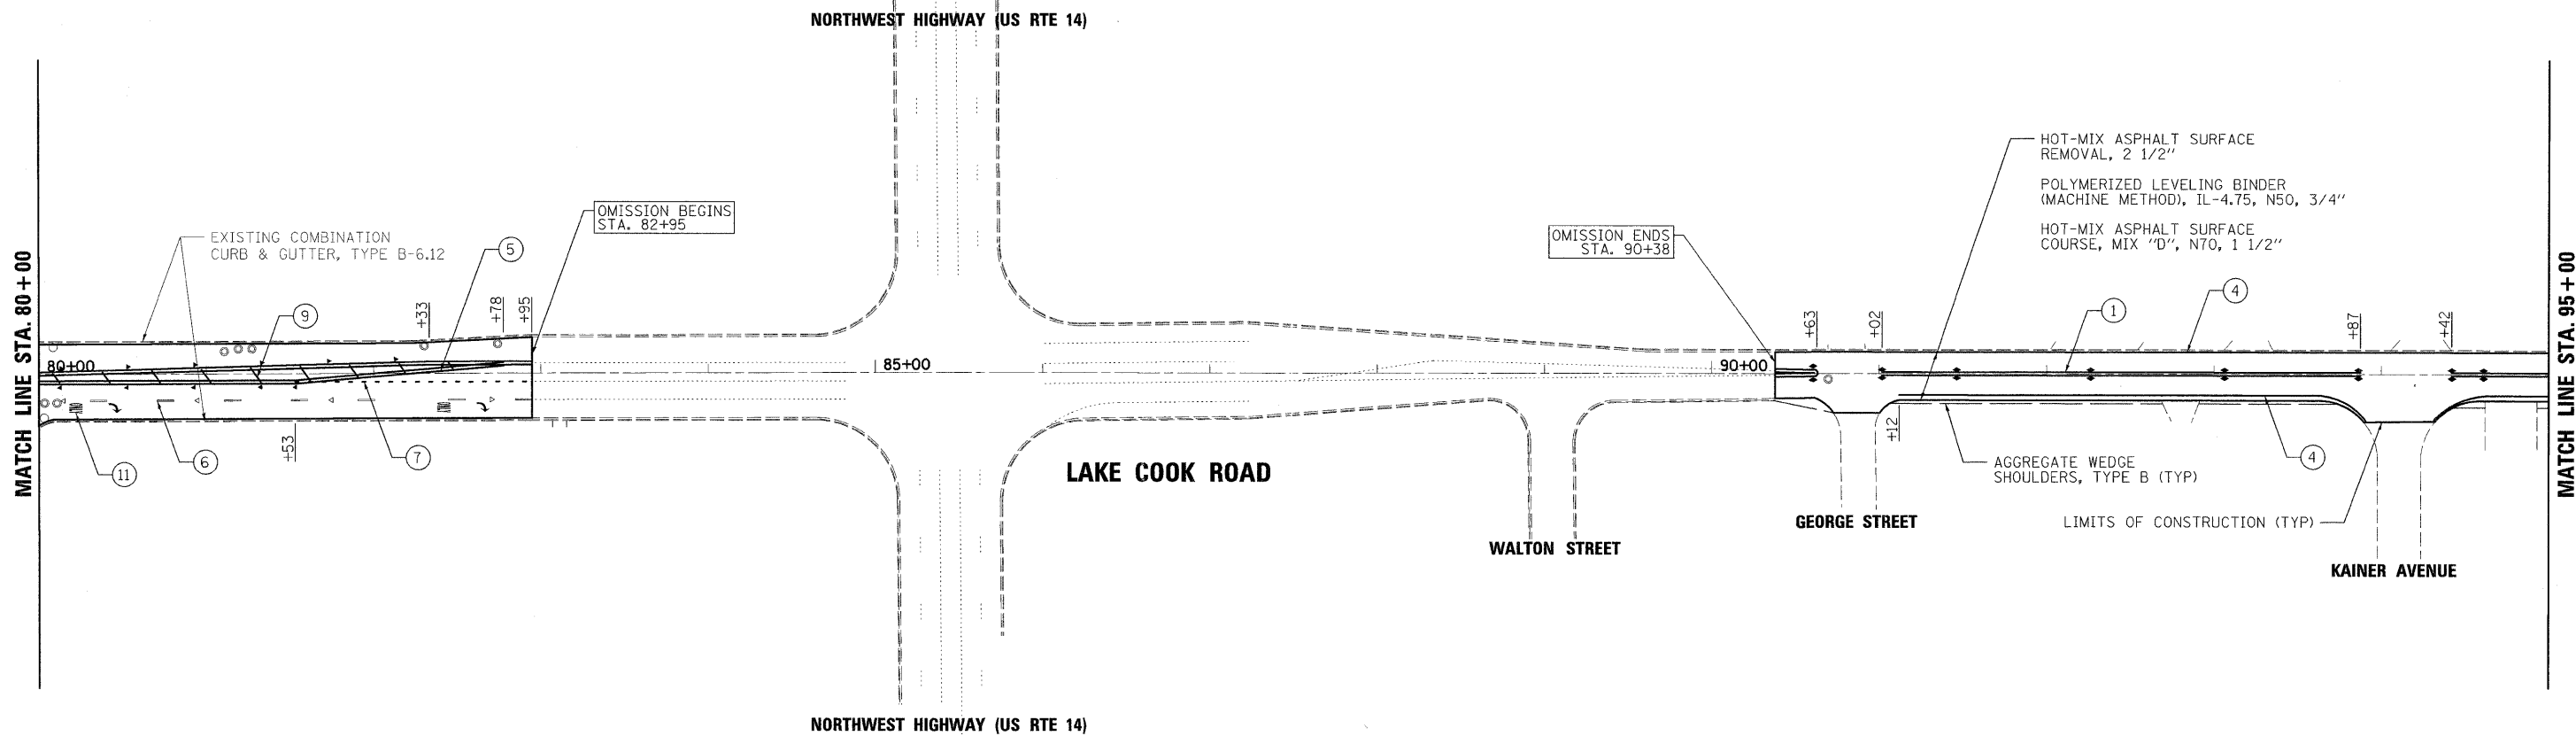 NORTHWEST HIGHWAY (US RTE 14)
HOT-MIX ASPHALT SURFACE
REMOVAL, 2 1/2"
POLYMERIZED LEVELING BINDER
(MACHINE METHOD), IL-4.75, N50, 3/4"
HOT-MIX ASPHALT SURFACE
COURSE, MIX "D", N70, 1 1/2"
OMISSION BEGINS
STA. 82+95
EXISTING COMBINATION
CURB & GUTTER, TYPE B-6.12
OMISSION ENDS
STA. 90+38
5
9
4
1
+33
+78
+95
+63
+02
+87
+42
MATCH LINE STA. 80+00
MATCH LINE STA. 95+00
80+00
85+00
90+00
+53
+12
11
6
7
4
LAKE COOK ROAD
AGGREGATE WEDGE
SHOULDERS, TYPE B (TYP)
GEORGE STREET
LIMITS OF CONSTRUCTION (TYP)
WALTON STREET
KAINER AVENUE
NORTHWEST HIGHWAY (US RTE 14)